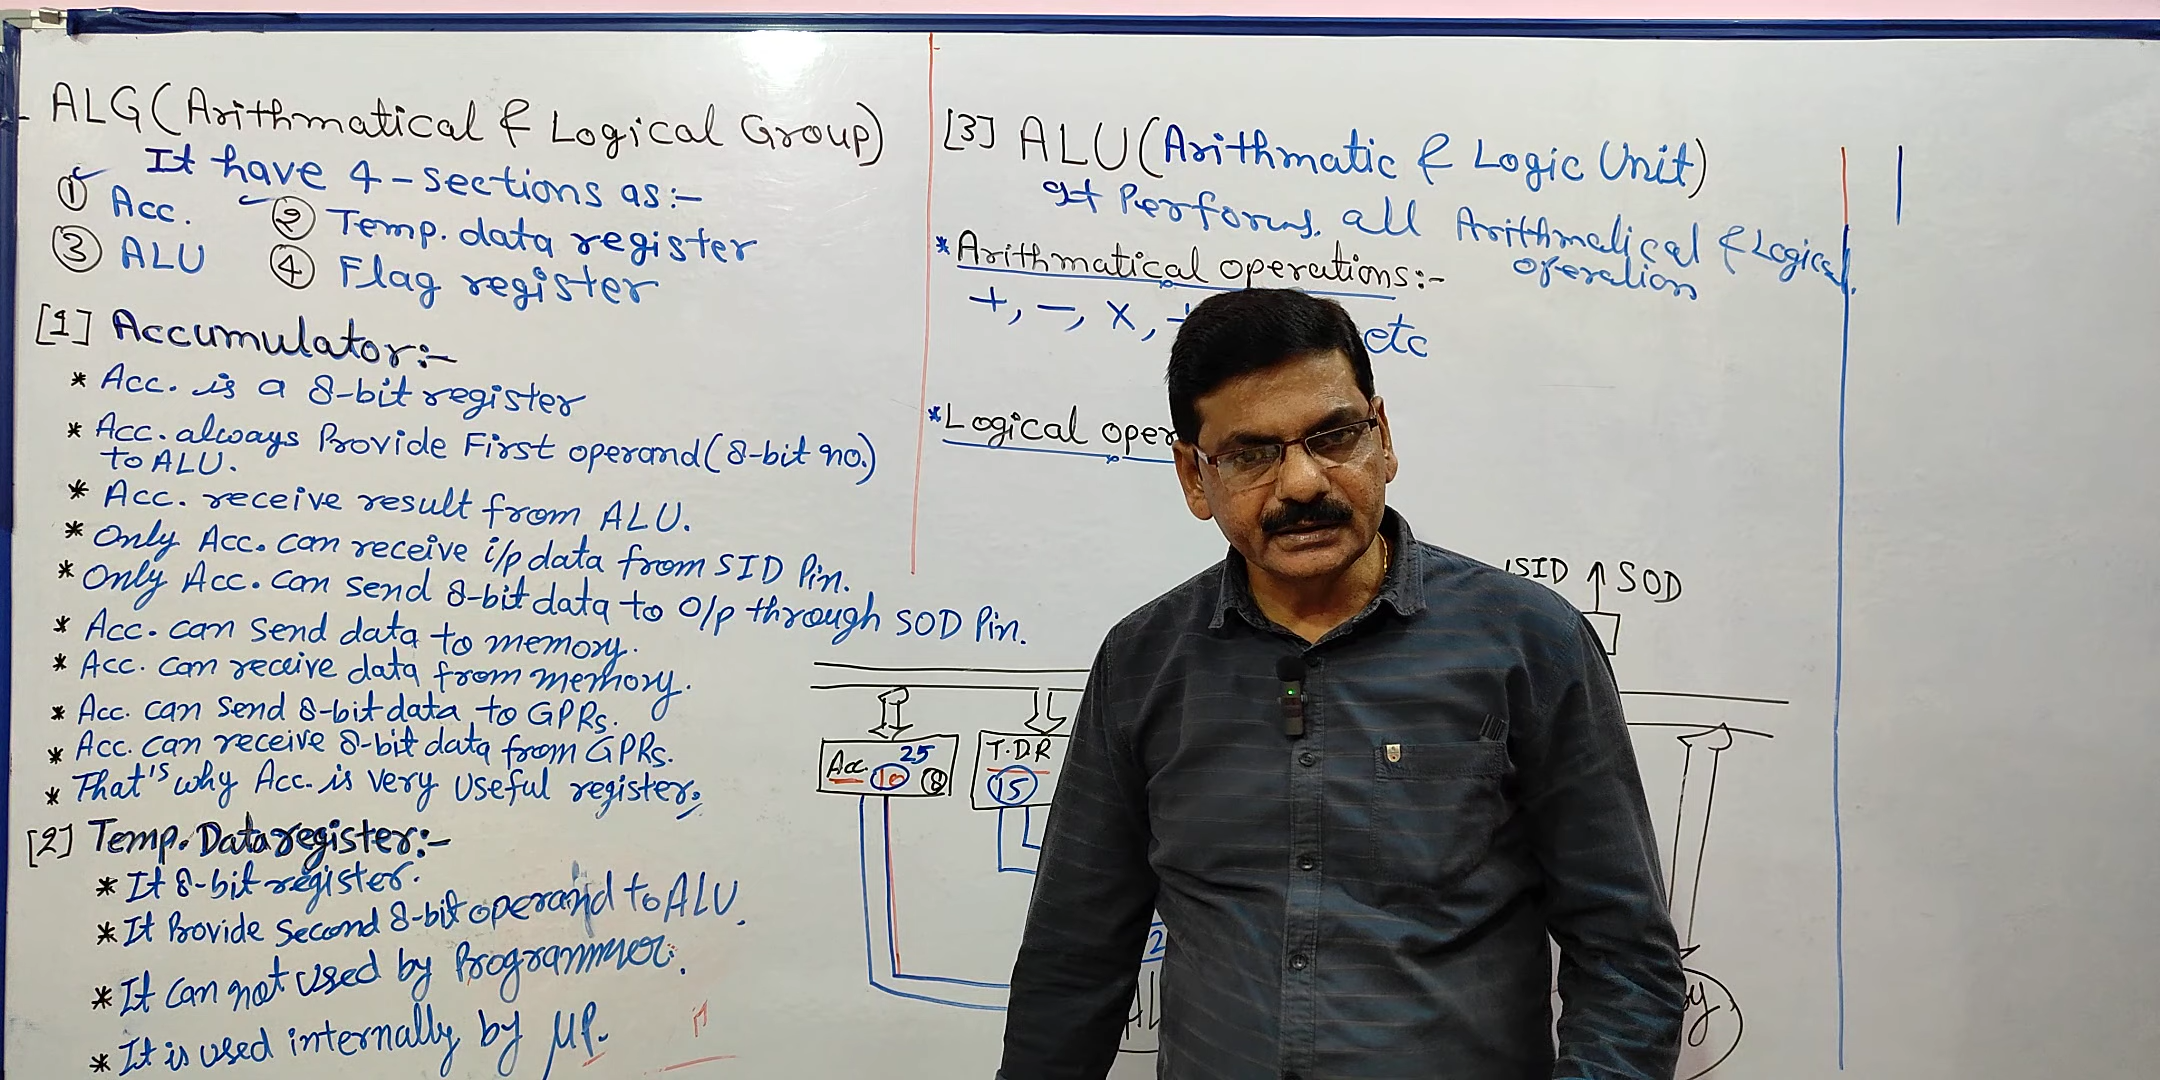 ALG (Arithmatical & Logical Group)
It have 4-sections as:-
① Acc. ② Temp. data register
③ ALU ④ Flag register
[1] Accumulator:-
* Acc. is a 8-bit register
* Acc. always Provide First operand (8-bit no.)
to ALU.
* Acc. receive result from ALU.
* Only Acc. can receive i/p data from SID Pin.
* Only Acc. can send 8-bit data to O/p through SOD Pin.
* Acc. can send data to memory.
* Acc. can receive data from memory.
* Acc. can send 8-bit data to GPRs.
* Acc. can receive 8-bit data from GPRs.
* That's why Acc. is very useful register.
[2] Temp. Data register:-
* It 8-bit register.
* It Provide Second 8-bit operand to ALU.
* It can not used by Programmer.
* It is used internally by μP.
[3] ALU (Arithmatic & Logic Unit)
It Performs all Arithmatical & Logical
operation
* Arithmatical operations:-
+, -, x, etc
* Logical oper
SID ↑ SOD
Acc. 10 25 8
T.D.R
15
2
AL